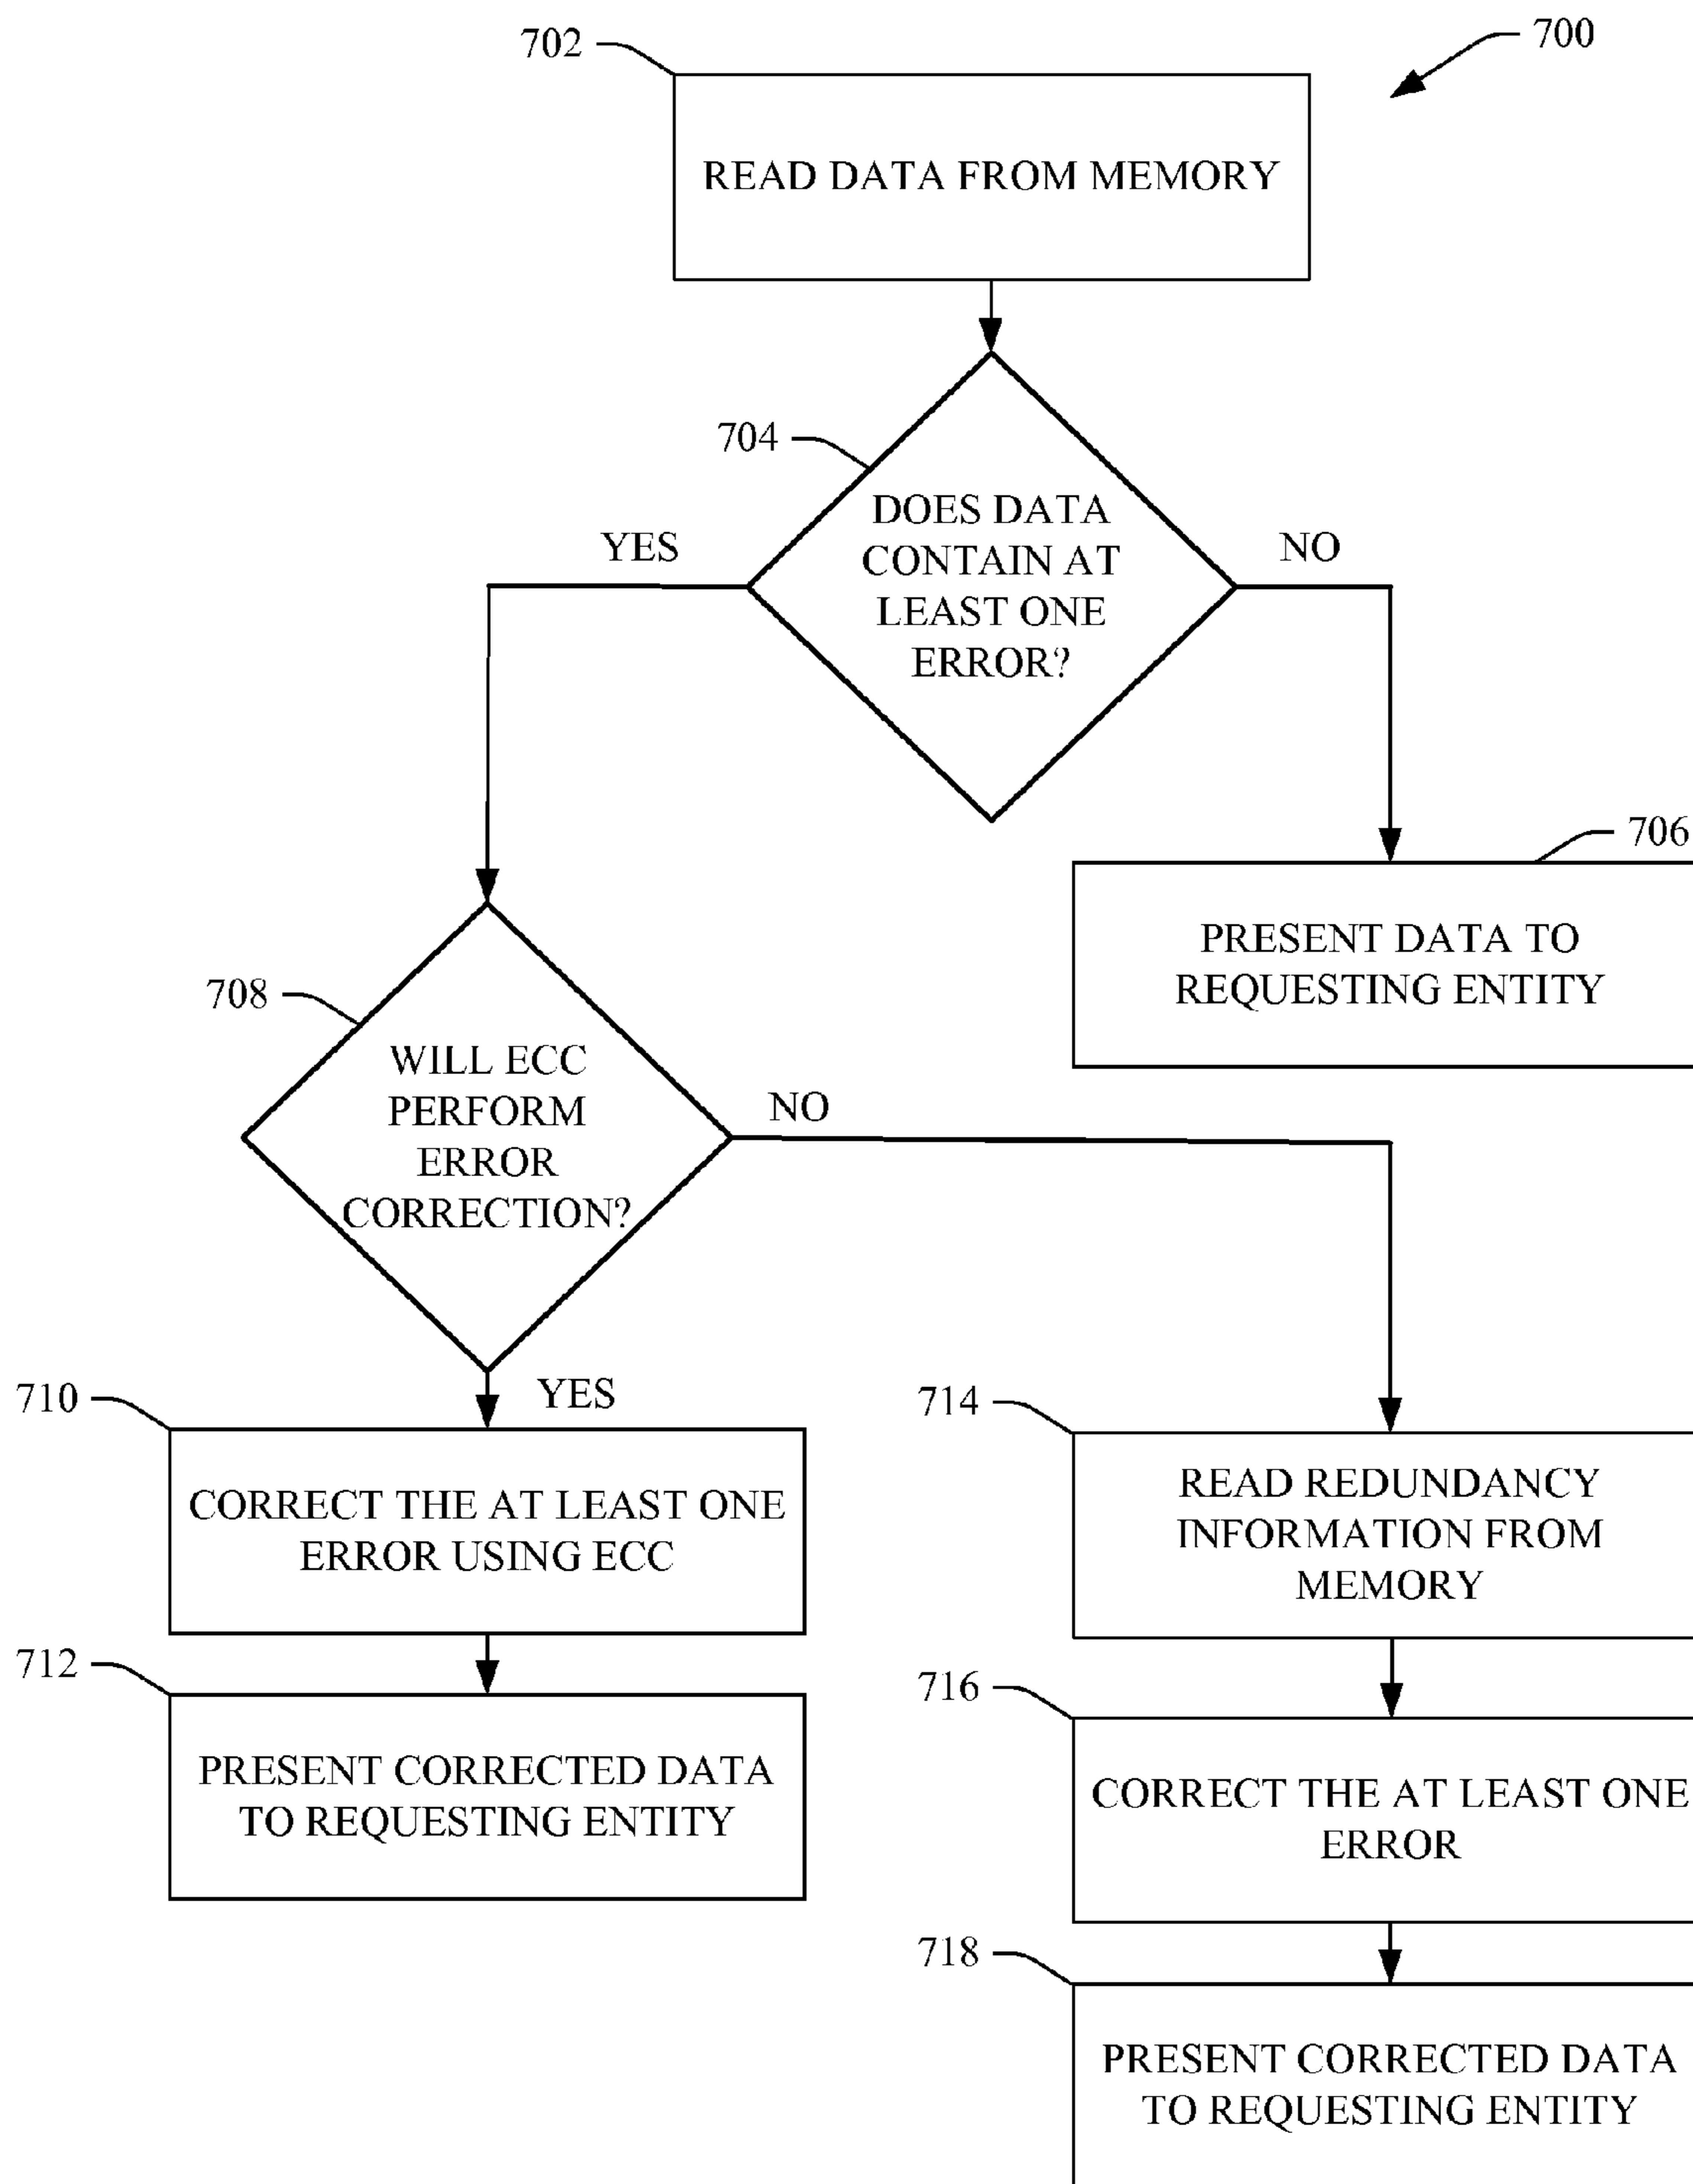 702
700
READ DATA FROM MEMORY
704
DOES DATA
CONTAIN AT
LEAST ONE
ERROR?
YES
NO
706
PRESENT DATA TO
REQUESTING ENTITY
708
WILL ECC
PERFORM
ERROR
CORRECTION?
NO
YES
710
CORRECT THE AT LEAST ONE
ERROR USING ECC
712
PRESENT CORRECTED DATA
TO REQUESTING ENTITY
714
READ REDUNDANCY
INFORMATION FROM
MEMORY
716
CORRECT THE AT LEAST ONE
ERROR
718
PRESENT CORRECTED DATA
TO REQUESTING ENTITY